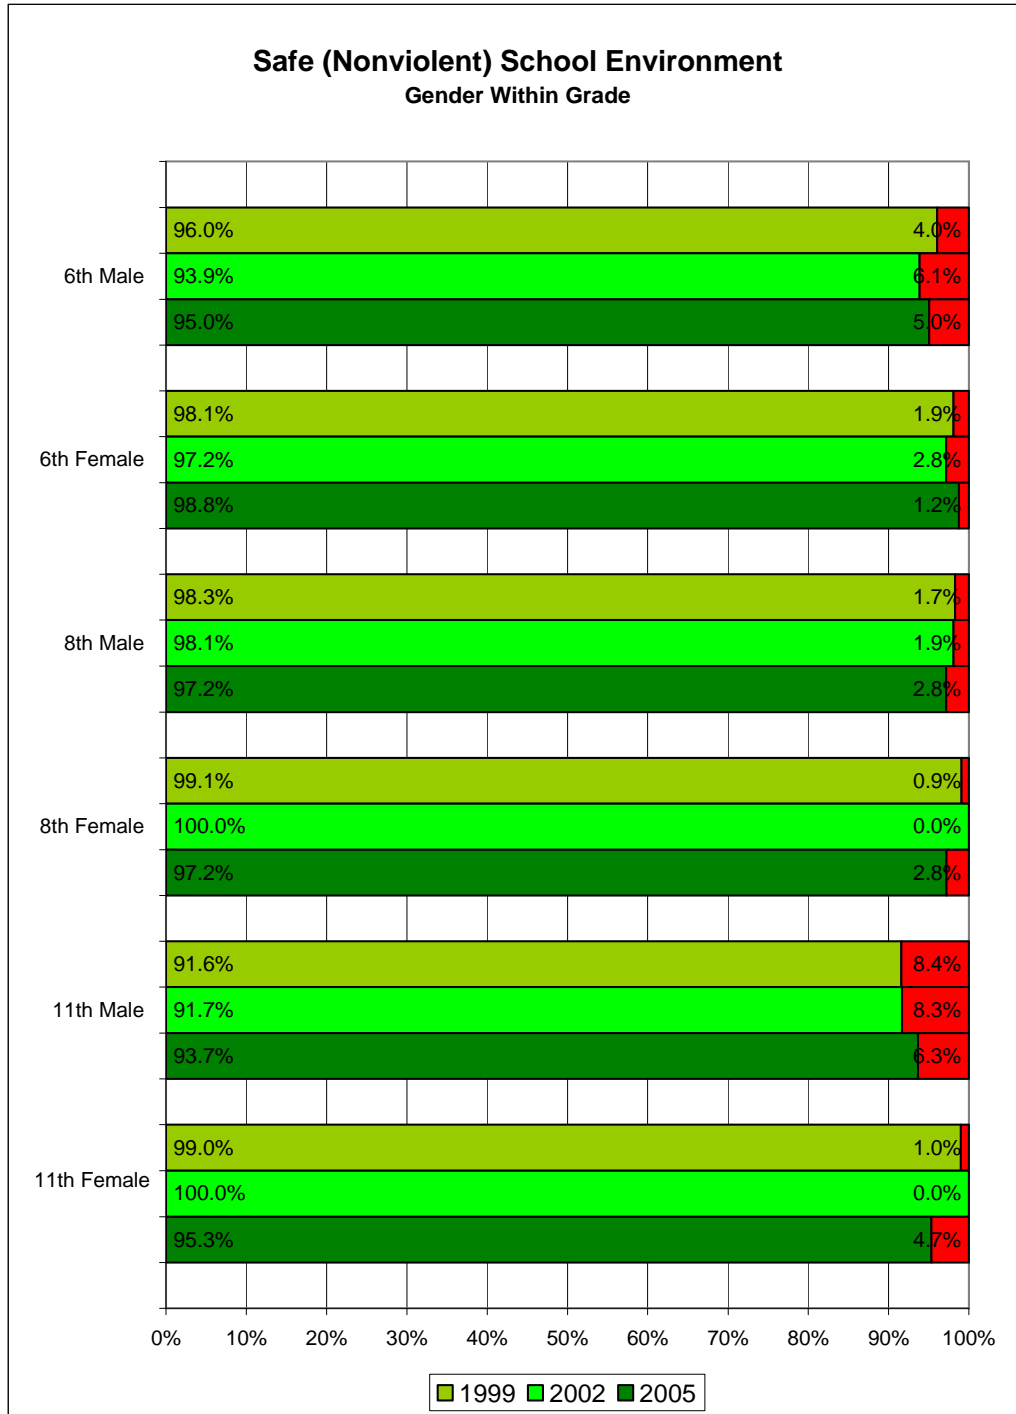 Safe (Nonviolent) School Environment
Gender Within Grade
96.0% 4.0%
6th Male 93.9% 6.1%
95.0% 5.0%
98.1% 1.9%
6th Female 97.2% 2.8%
98.8% 1.2%
98.3% 1.7%
8th Male 98.1% 1.9%
97.2% 2.8%
99.1% 0.9%
8th Female 100.0% 0.0%
97.2% 2.8%
91.6% 8.4%
11th Male 91.7% 8.3%
93.7% 6.3%
99.0% 1.0%
11th Female 100.0% 0.0%
95.3% 4.7%
0% 10% 20% 30% 40% 50% 60% 70% 80% 90% 100%
1999 2002 2005